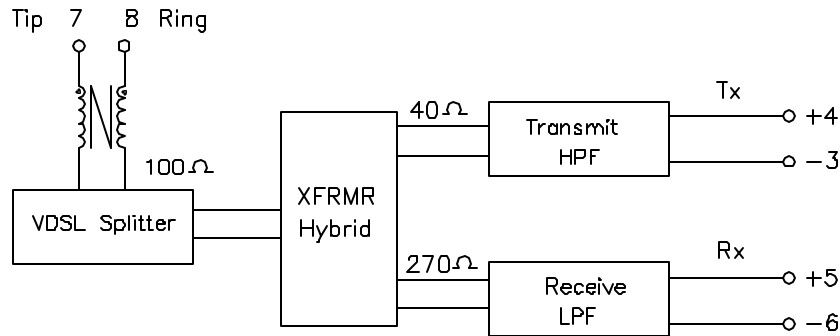 Tip 7 8 Ring
100Ω
VDSL Splitter
XFRMR
Hybrid
40Ω
Transmit
HPF
Tx
+4
-3
270Ω
Receive
LPF
Rx
+5
-6